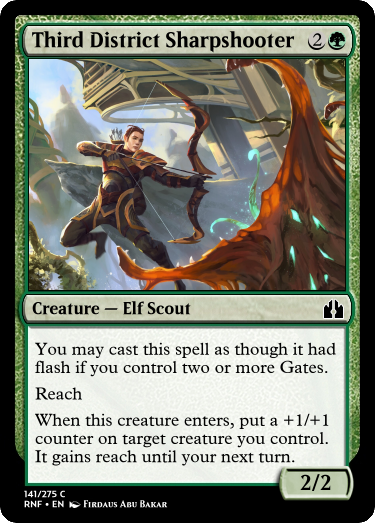 Third District Sharpshooter 2
Creature — Elf Scout
You may cast this spell as though it had
flash if you control two or more Gates.
Reach
When this creature enters, put a +1/+1
counter on target creature you control.
It gains reach until your next turn.
2/2
141/275 C
RNF • EN Firdaus Abu Bakar